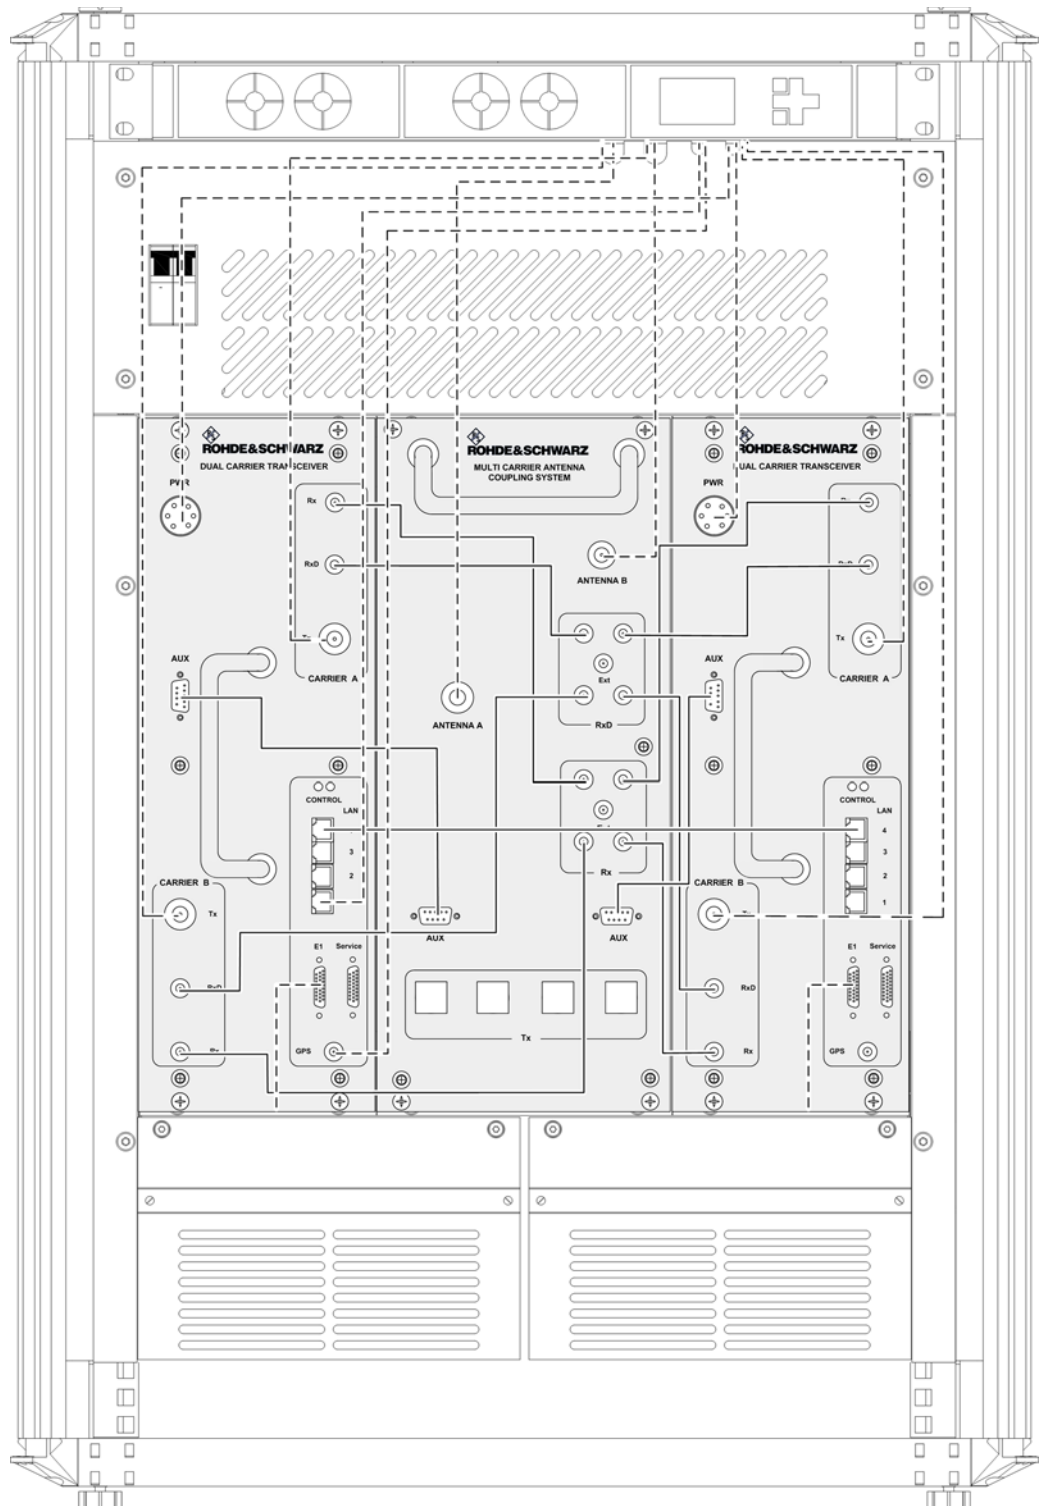 ROHDE&SCHWARZ
DUAL CARRIER TRANSCEIVER
PWR
Rx
RxD
CARRIER A
AUX
CONTROL
LAN
3
2
CARRIER B
Tx
E1
Service
GPS
ROHDE&SCHWARZ
MULTI CARRIER ANTENNA
COUPLING SYSTEM
ANTENNA B
Ext
RxD
ANTENNA A
Rx
AUX
AUX
Tx
ROHDE&SCHWARZ
DUAL CARRIER TRANSCEIVER
PWR
Tx
CARRIER A
AUX
CONTROL
LAN
4
3
2
1
CARRIER B
E1
Service
RxD
Rx
GPS